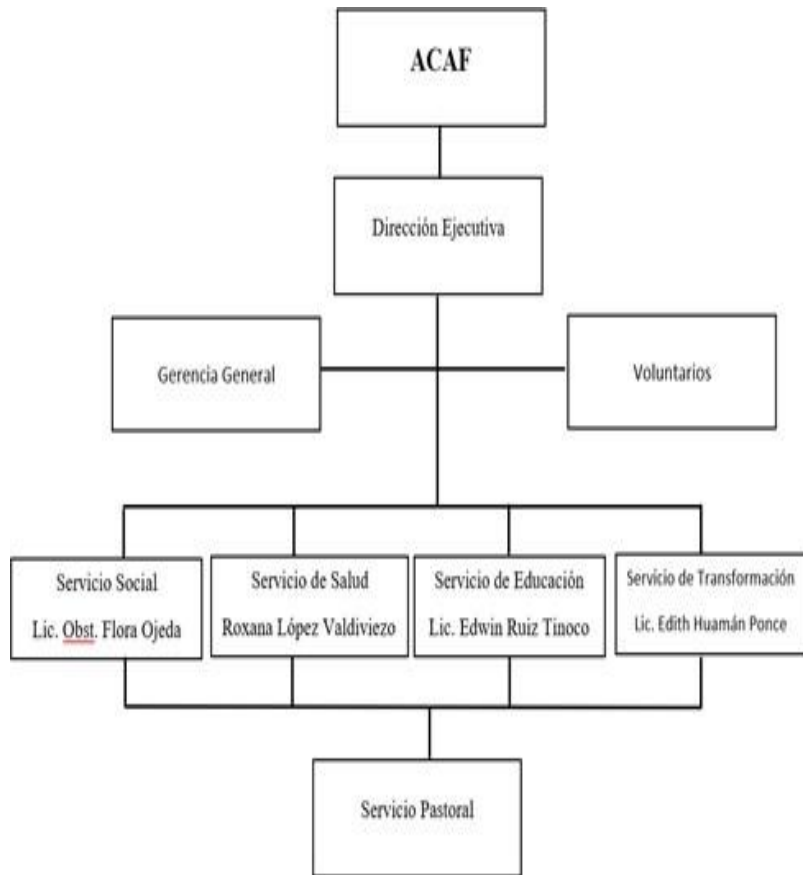 ACAF
Dirección Ejecutiva
Gerencia General
Voluntarios
Servicio Social
Lic. Obst. Flora Ojeda
Servicio de Salud
Roxana López Valdiviezo
Servicio de Educación
Lic. Edwin Ruiz Tinoco
Servicio de Transformación
Lic. Edith Huamán Ponce
Servicio Pastoral